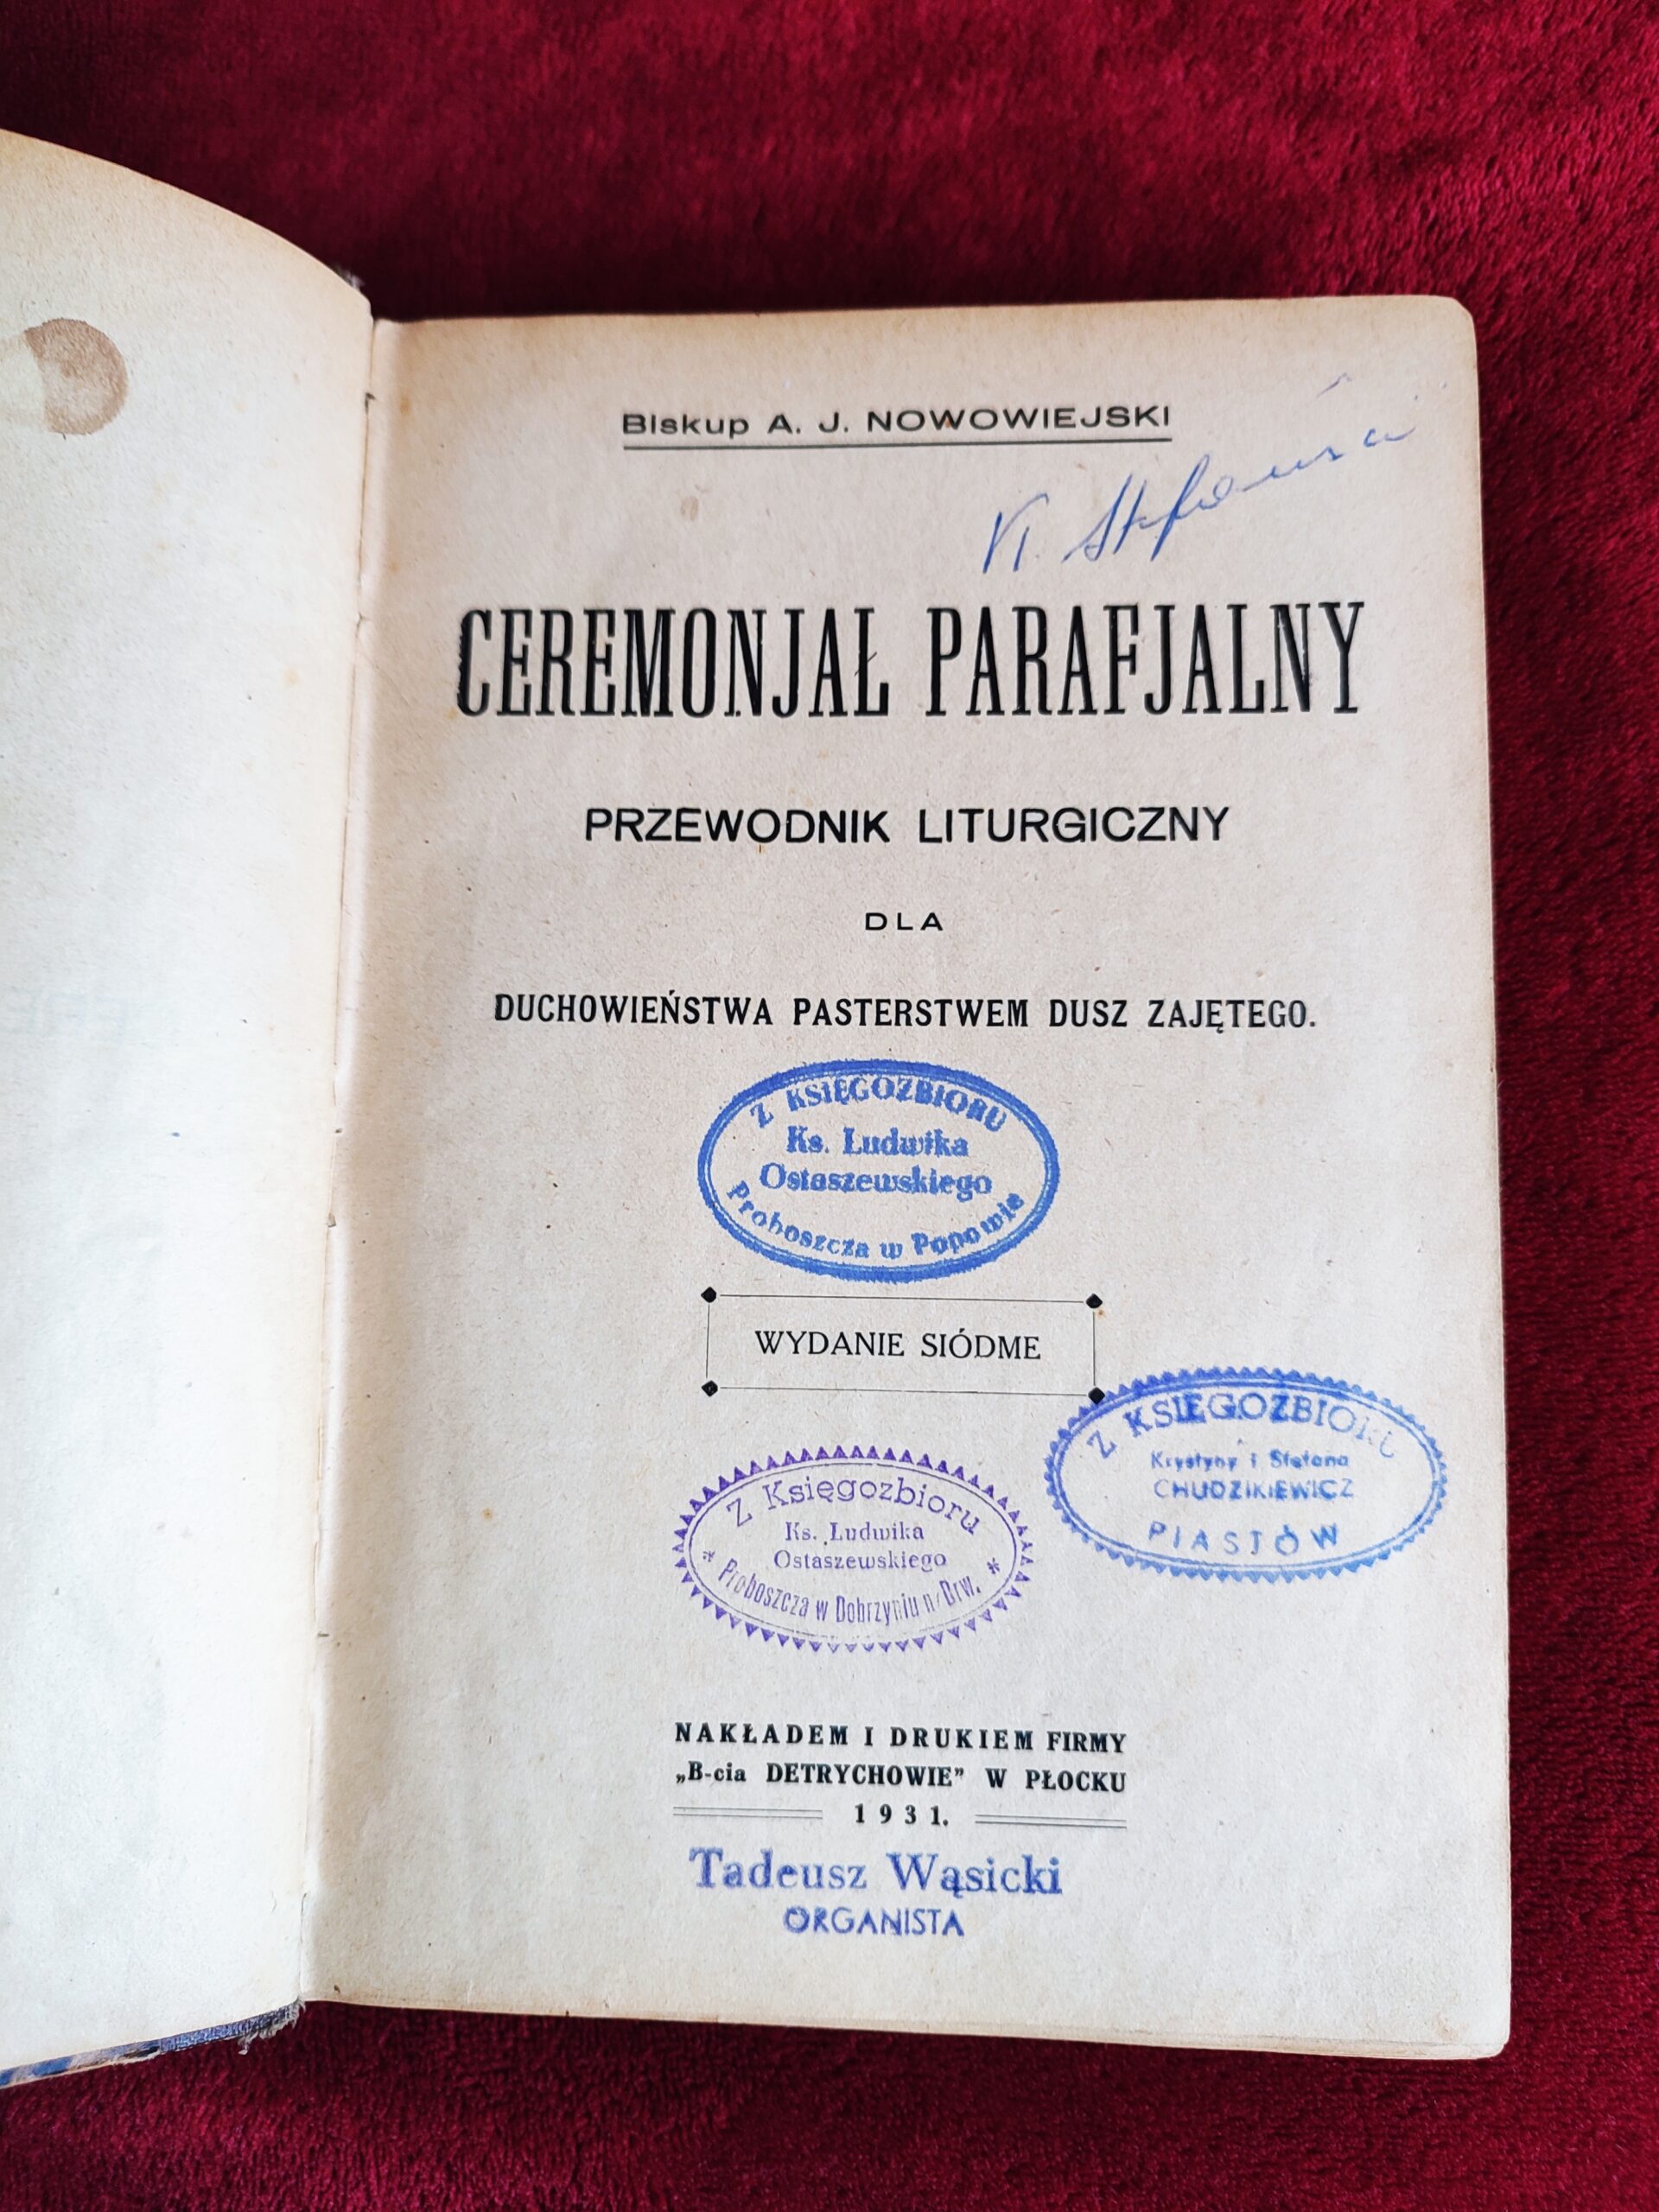 Biskup A. J. NOWOWIEJSKI
CEREMONJAŁ PARAFJALNY
PRZEWODNIK LITURGICZNY
DLA
DUCHOWIEŃSTWA PASTERSTWEM DUSZ ZAJĘTEGO.
Z KSIĘGOZBIORU
Ks. Ludwika
Ostaszewskiego
Proboszcza w Popowie
WYDANIE SIÓDME
Z KSIĘGOZBIORU
Krystyny i Stefana
CHUDZIKIEWICZ
PIASTÓW
Z Księgozbioru
Ks. Ludwika
Ostaszewskiego
* Proboszcza w Dobrzyniu n/Drw. *
NAKŁADEM I DRUKIEM FIRMY
„B-cia DETRYCHOWIE” W PŁOCKU
1931.
Tadeusz Wąsicki
ORGANISTA